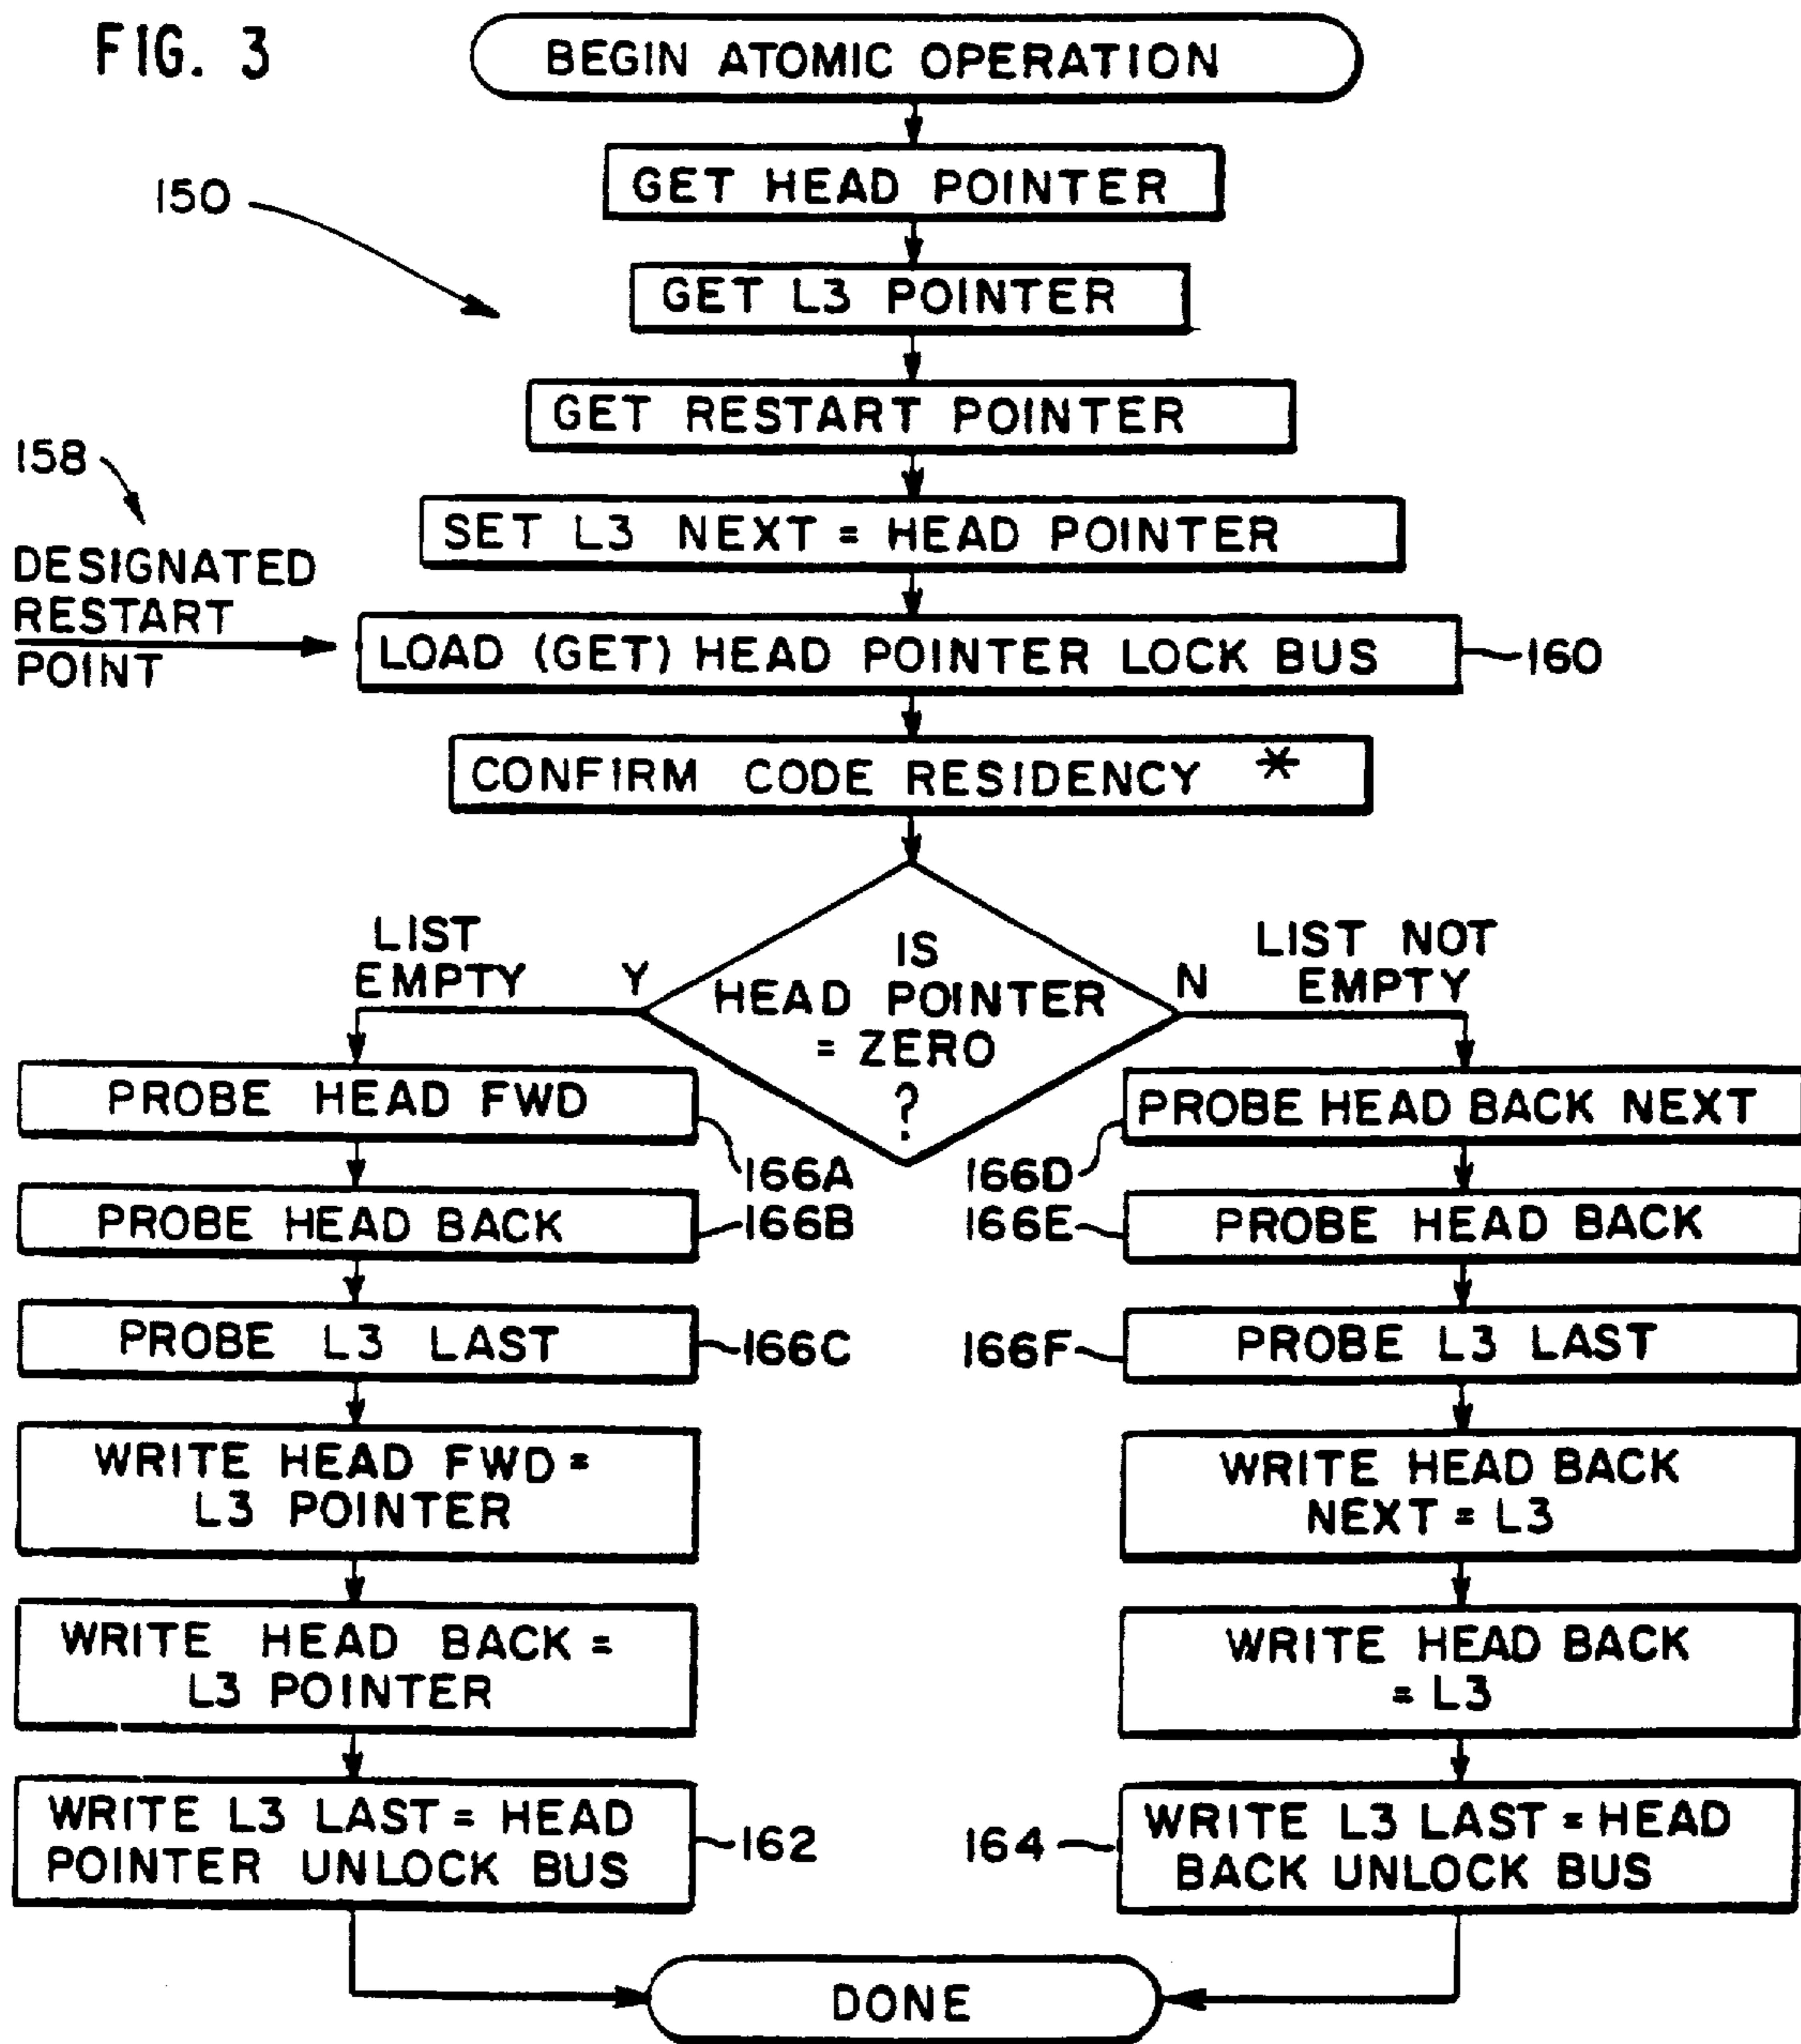 FIG. 3
BEGIN ATOMIC OPERATION
GET HEAD POINTER
150
GET L3 POINTER
GET RESTART POINTER
158
SET L3 NEXT = HEAD POINTER
DESIGNATED
RESTART
POINT
LOAD (GET) HEAD POINTER LOCK BUS
160
CONFIRM CODE RESIDENCY *
LIST
EMPTY
Y
IS
HEAD POINTER
= ZERO
?
N
LIST NOT
EMPTY
PROBE HEAD FWD
166A
PROBE HEAD BACK
166B
PROBE L3 LAST
166C
WRITE HEAD FWD =
L3 POINTER
WRITE HEAD BACK =
L3 POINTER
WRITE L3 LAST = HEAD
POINTER UNLOCK BUS
162
PROBE HEAD BACK NEXT
166D
PROBE HEAD BACK
166E
PROBE L3 LAST
166F
WRITE HEAD BACK
NEXT = L3
WRITE HEAD BACK
= L3
WRITE L3 LAST = HEAD
BACK UNLOCK BUS
164
DONE